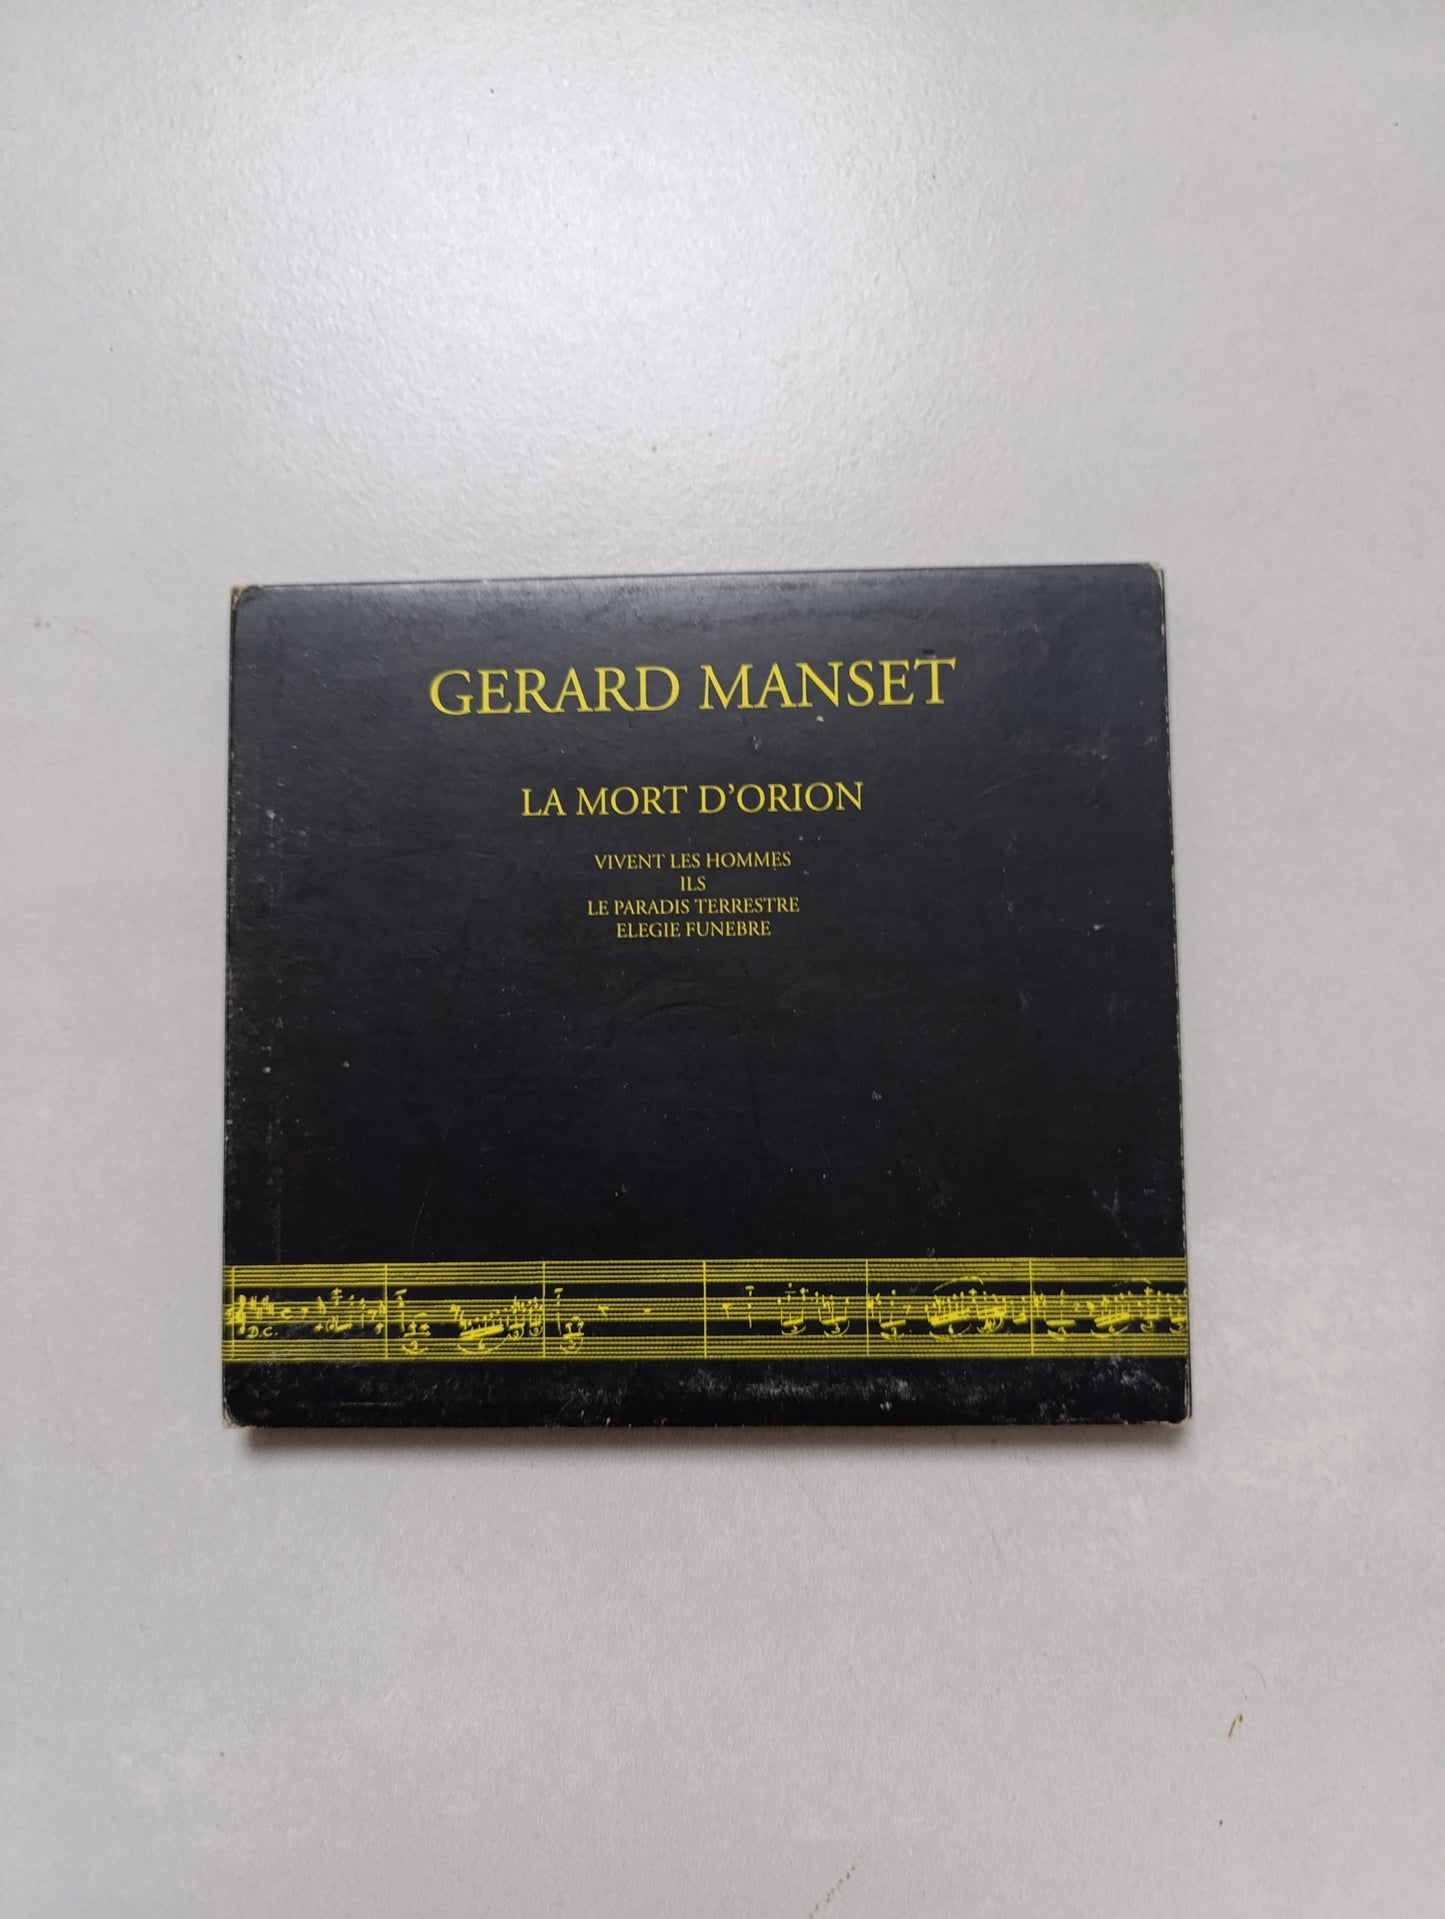 GERARD MANSET
LA MORT D'ORION
VIVENT LES HOMMES
ILS
LE PARADIS TERRESTRE
ELEGIE FUNEBRE
D.C.